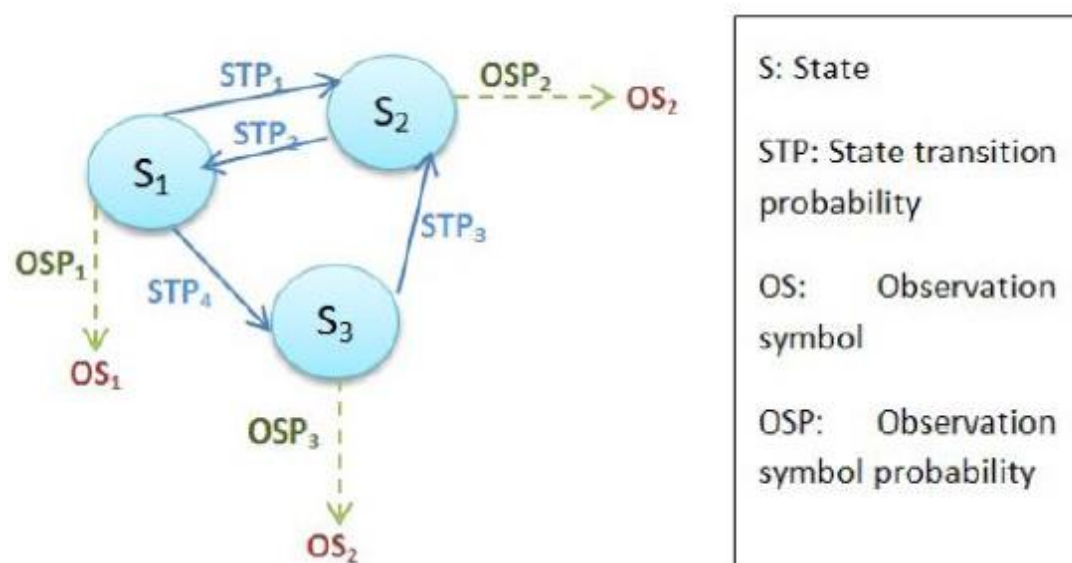 STP₁
OSP₂
OS₂
S₂
STP₂
S₁
STP₃
OSP₁
STP₄
S₃
OS₁
OSP₃
OS₂
S: State
STP: State transition
probability
OS: Observation
symbol
OSP: Observation
symbol probability